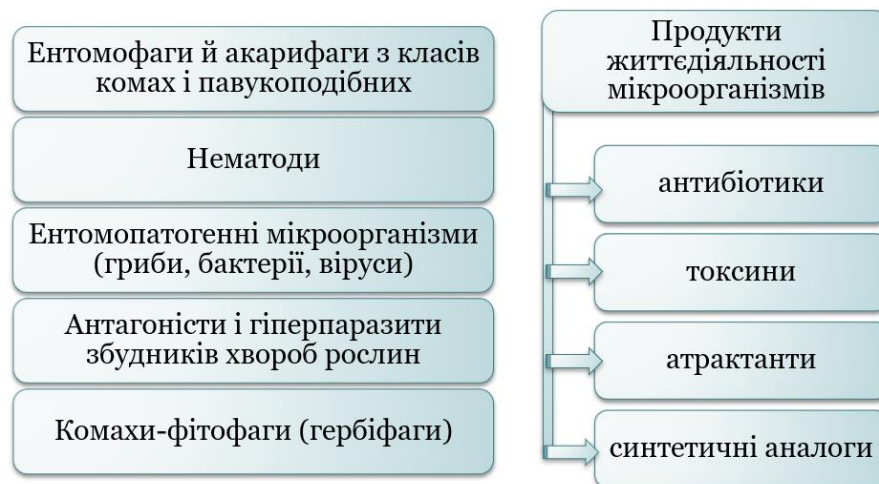 Ентомофаги й акарифаги з класів
комах і павукоподібних
Нематоди
Ентомопатогенні мікроорганізми
(гриби, бактерії, віруси)
Антагоністи і гіперпаразити
збудників хвороб рослин
Комахи-фітофаги (гербіфаги)
Продукти
життєдіяльності
мікроорганізмів
антибіотики
токсини
атрактанти
синтетичні аналоги